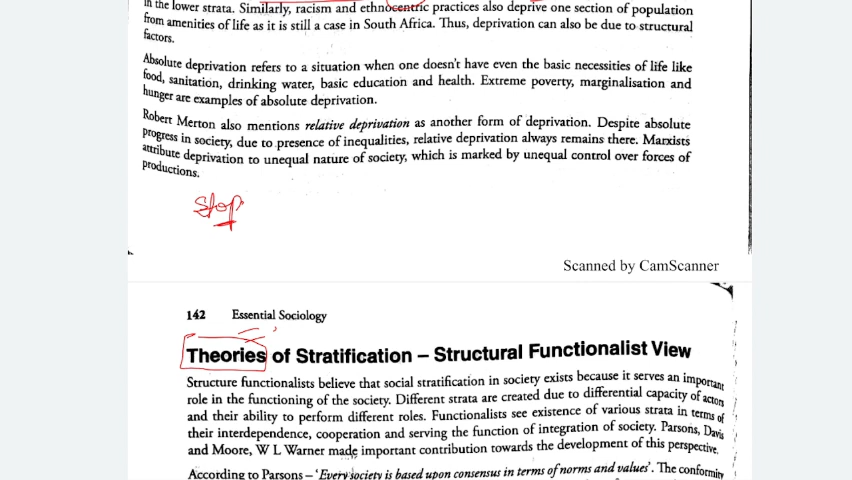 in the lower strata. Similarly, racism and ethnocentric practices also deprive one section of population
from amenities of life as it is still a case in South Africa. Thus, deprivation can also be due to structural
factors.
Absolute deprivation refers to a situation when one doesn't have even the basic necessities of life like
food, sanitation, drinking water, basic education and health. Extreme poverty, marginalisation and
hunger are examples of absolute deprivation.
Robert Merton also mentions relative deprivation as another form of deprivation. Despite absolute
progress in society, due to presence of inequalities, relative deprivation always remains there. Marxists
attribute deprivation to unequal nature of society, which is marked by unequal control over forces of
productions.
Stop
Scanned by CamScanner
142 Essential Sociology
Theories of Stratification – Structural Functionalist View
Structure functionalists believe that social stratification in society exists because it serves an important
role in the functioning of the society. Different strata are created due to differential capacity of actors
and their ability to perform different roles. Functionalists see existence of various strata in terms of
their interdependence, cooperation and serving the function of integration of society. Parsons, Davis
and Moore, W L Warner made important contribution towards the development of this perspective.
According to Parsons – 'Every society is based upon consensus in terms of norms and values'. The conformity